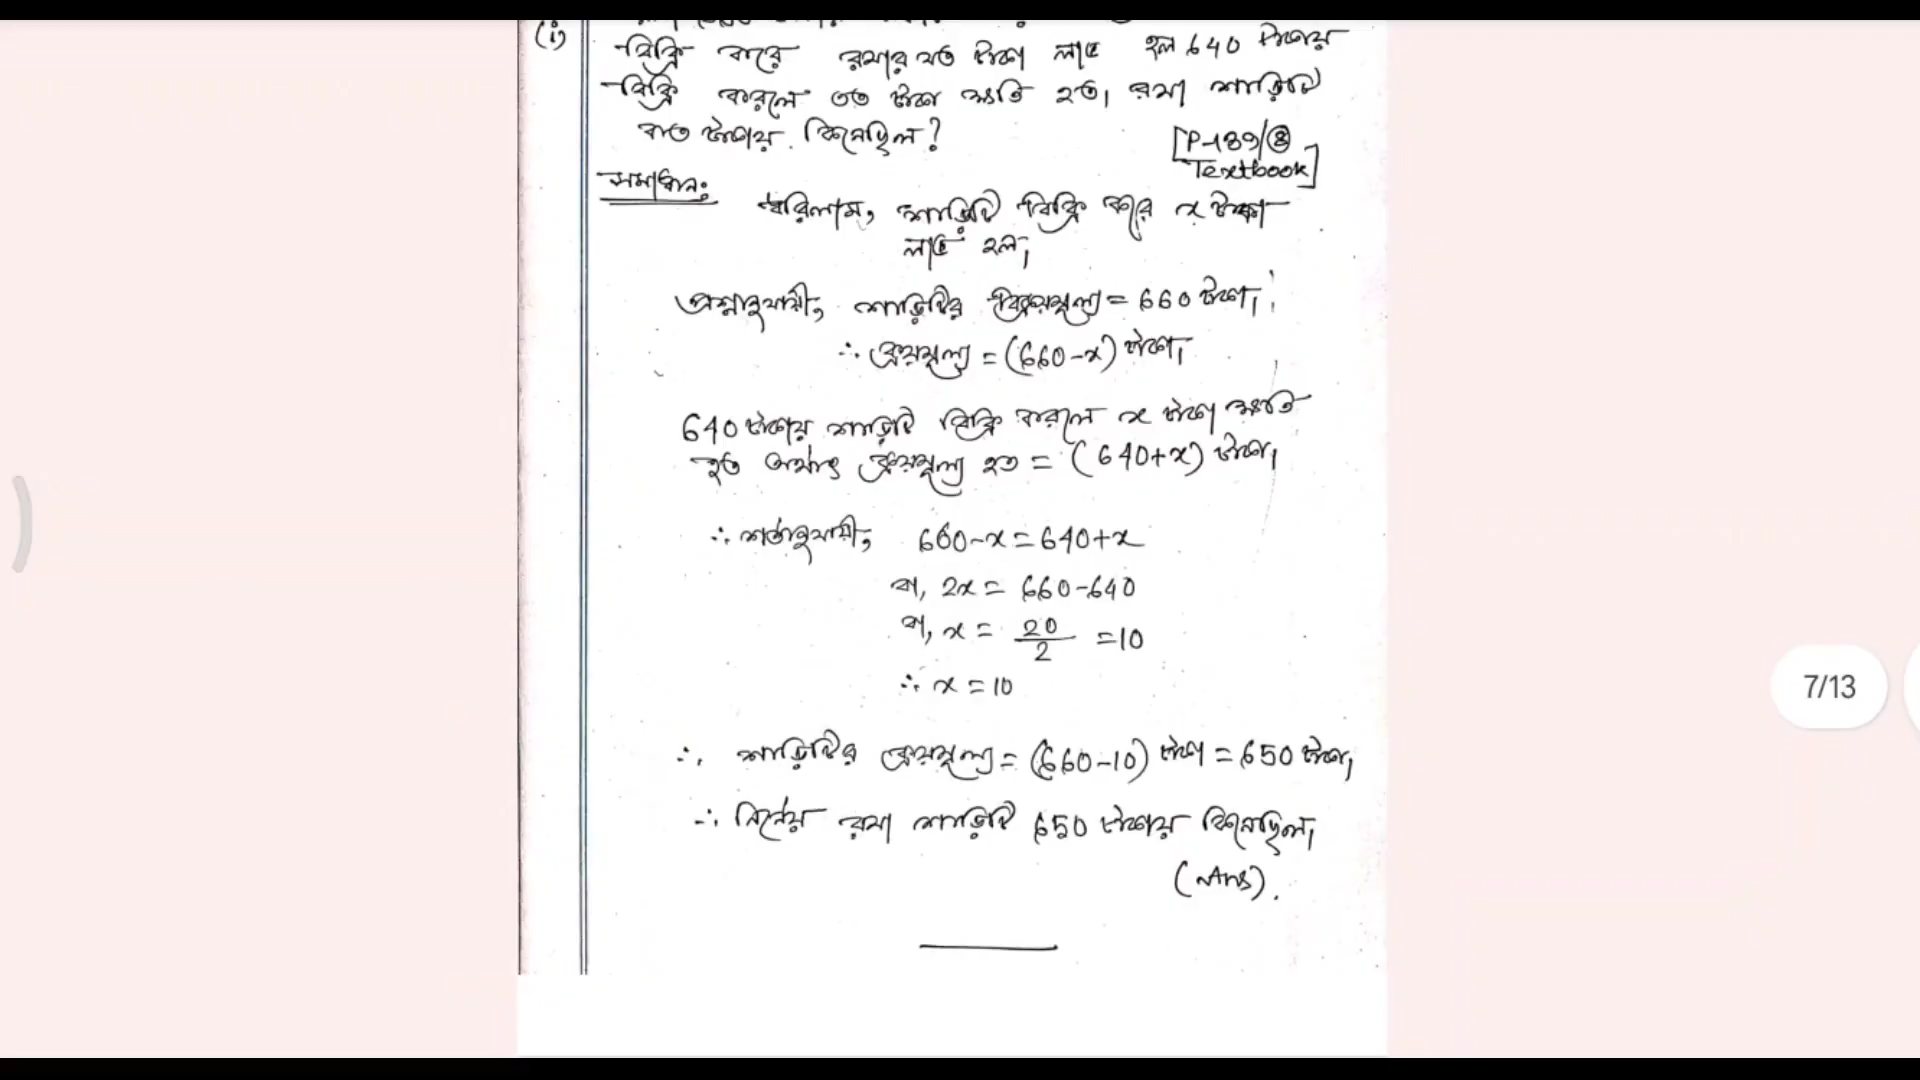 (i)
বিক্রি করে রমার যত টাকা লাভ হল 640 টাকায়
বিক্রি করলে তত টাকা ক্ষতি হত। রমা শাড়িটি
কত টাকায় কিনেছিল?
[P-189/8
Textbook]
সমাধান:
ধরিলাম, শাড়িটি বিক্রি করে x টাকা
লাভ হল।
প্রশ্নানুযায়ী, শাড়িটির বিক্রয়মূল্য = 660 টাকা।
∴ ক্রয়মূল্য = (660-x) টাকা।
640 টাকায় শাড়িটি বিক্রি করলে x টাকা ক্ষতি
হত অর্থাৎ ক্রয়মূল্য হত = (640+x) টাকা।
∴ শর্তানুযায়ী, 660-x=640+x
বা, 2x = 660-640
বা, x = 20/2 =10
∴ x = 10
∴ শাড়িটির ক্রয়মূল্য = (660-10) টাকা = 650 টাকা।
∴ নির্ণেয় রমা শাড়িটি 650 টাকায় কিনেছিল।
(Ans).
7/13